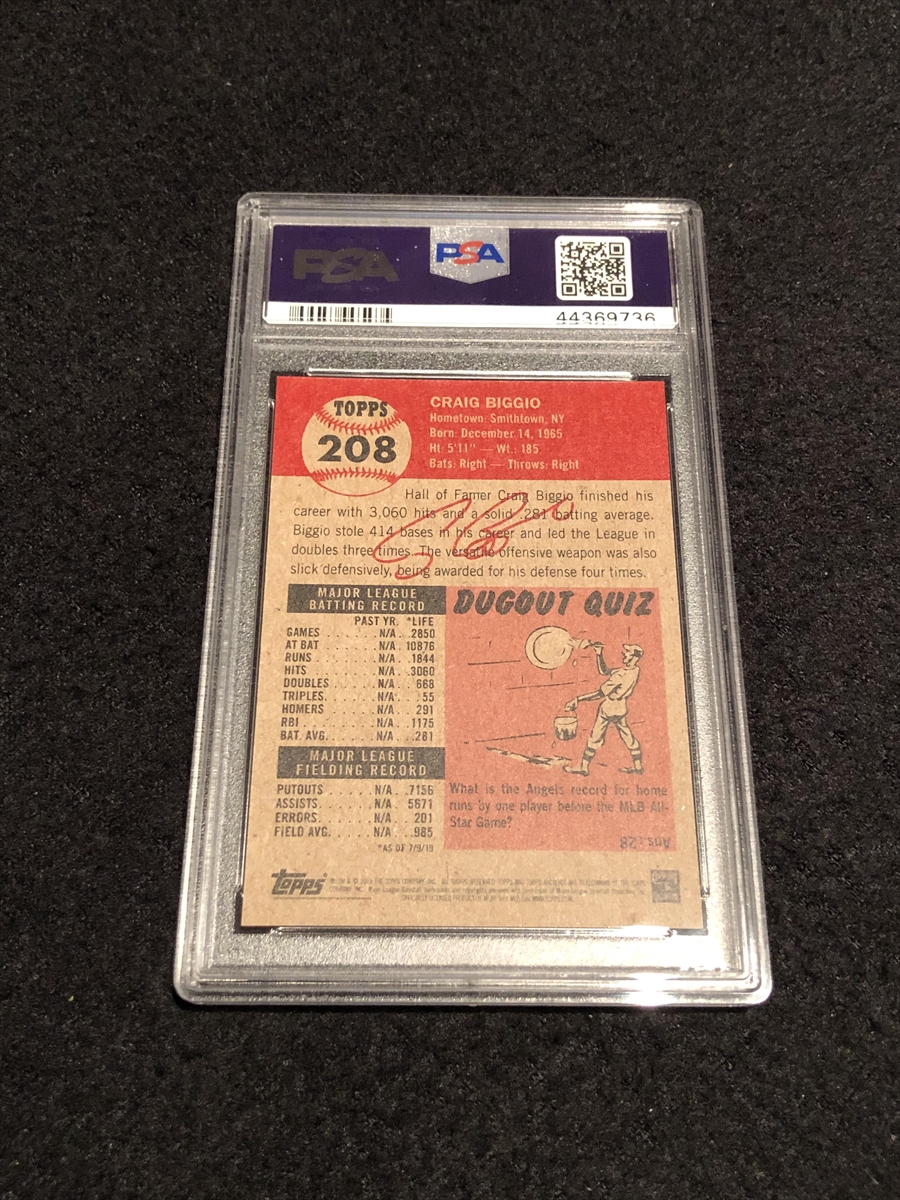 PSA
PSA
44369736
TOPPS
208
CRAIG BIGGIO
Hometown: Smithtown, NY
Born: December 14, 1965
Ht: 5'11" — Wt.: 185
Bats: Right — Throws: Right
Hall of Famer Craig Biggio finished his
career with 3,060 hits and a solid .281 batting average.
Biggio stole 414 bases in his career and led the League in
doubles three times. The versatile offensive weapon was also
slick defensively, being awarded for his defense four times.
MAJOR LEAGUE
BATTING RECORD
PAST YR. *LIFE
GAMES . . . . . . . N/A . .2850
AT BAT . . . . . . . N/A . 10876
RUNS . . . . . . . . N/A . .1844
HITS . . . . . . . . N/A . .3060
DOUBLES . . . . . . N/A . . 668
TRIPLES. . . . . . . N/A . . . 55
HOMERS . . . . . . N/A . . 291
RBI . . . . . . . . . N/A . .1175
BAT. AVG. . . . . . N/A . . .281
MAJOR LEAGUE
FIELDING RECORD
PUTOUTS . . . . . N/A . .7156
ASSISTS. . . . . . . N/A . 5671
ERRORS. . . . . . . N/A . . 201
FIELD AVG. . . . . N/A . . .985
*AS OF 7/9/19
DUGOUT QUIZ
What is the Angels record for home
runs by one player before the MLB All-
Star Game?
Ans.: 28
topps